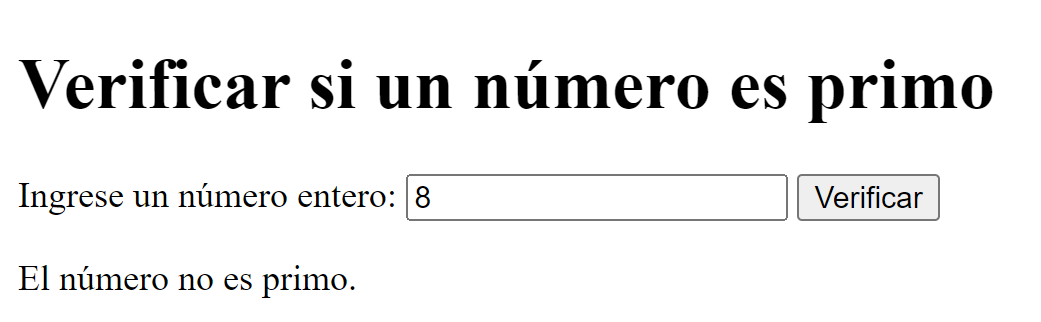 Verificar si un número es primo
Ingrese un número entero: 8 Verificar
El número no es primo.